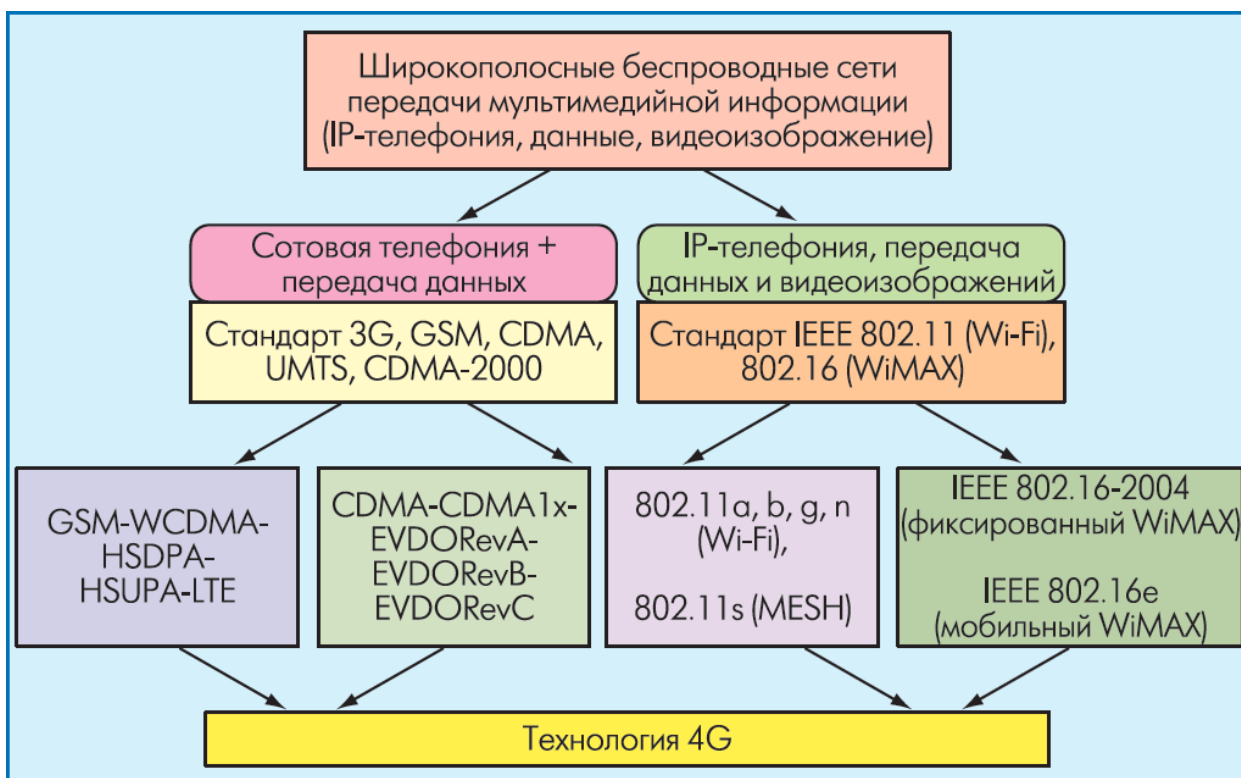 Широкополосные беспроводные сети
передачи мультимедийной информации
(IP-телефония, данные, видеоизображение)
Сотовая телефония +
передача данных
IP-телефония, передача
данных и видеоизображений
Стандарт 3G, GSM, CDMA,
UMTS, CDMA-2000
Стандарт IEEE 802.11 (Wi-Fi),
802.16 (WiMAX)
GSM-WCDMA-
HSDPA-
HSUPA-LTE
CDMA-CDMA1x-
EVDORevA-
EVDORevB-
EVDORevC
802.11a, b, g, n
(Wi-Fi),
802.11s (MESH)
IEEE 802.16-2004
(фиксированный WiMAX)
IEEE 802.16e
(мобильный WiMAX)
Технология 4G